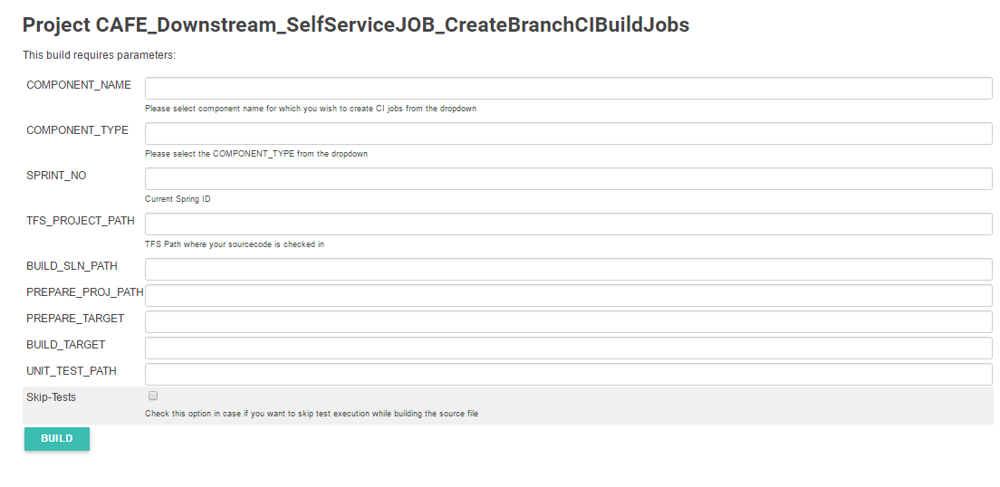 Project CAFE_Downstream_SelfServiceJOB_CreateBranchCIBuildJobs
This build requires parameters:
COMPONENT_NAME
Please select component name for which you wish to create CI jobs from the dropdown
COMPONENT_TYPE
Please select the COMPONENT_TYPE from the dropdown
SPRINT_NO
Current Spring ID
TFS_PROJECT_PATH
TFS Path where your sourcecode is checked in
BUILD_SLN_PATH
PREPARE_PROJ_PATH
PREPARE_TARGET
BUILD_TARGET
UNIT_TEST_PATH
Skip-Tests
Check this option in case if you want to skip test execution while building the source file
BUILD